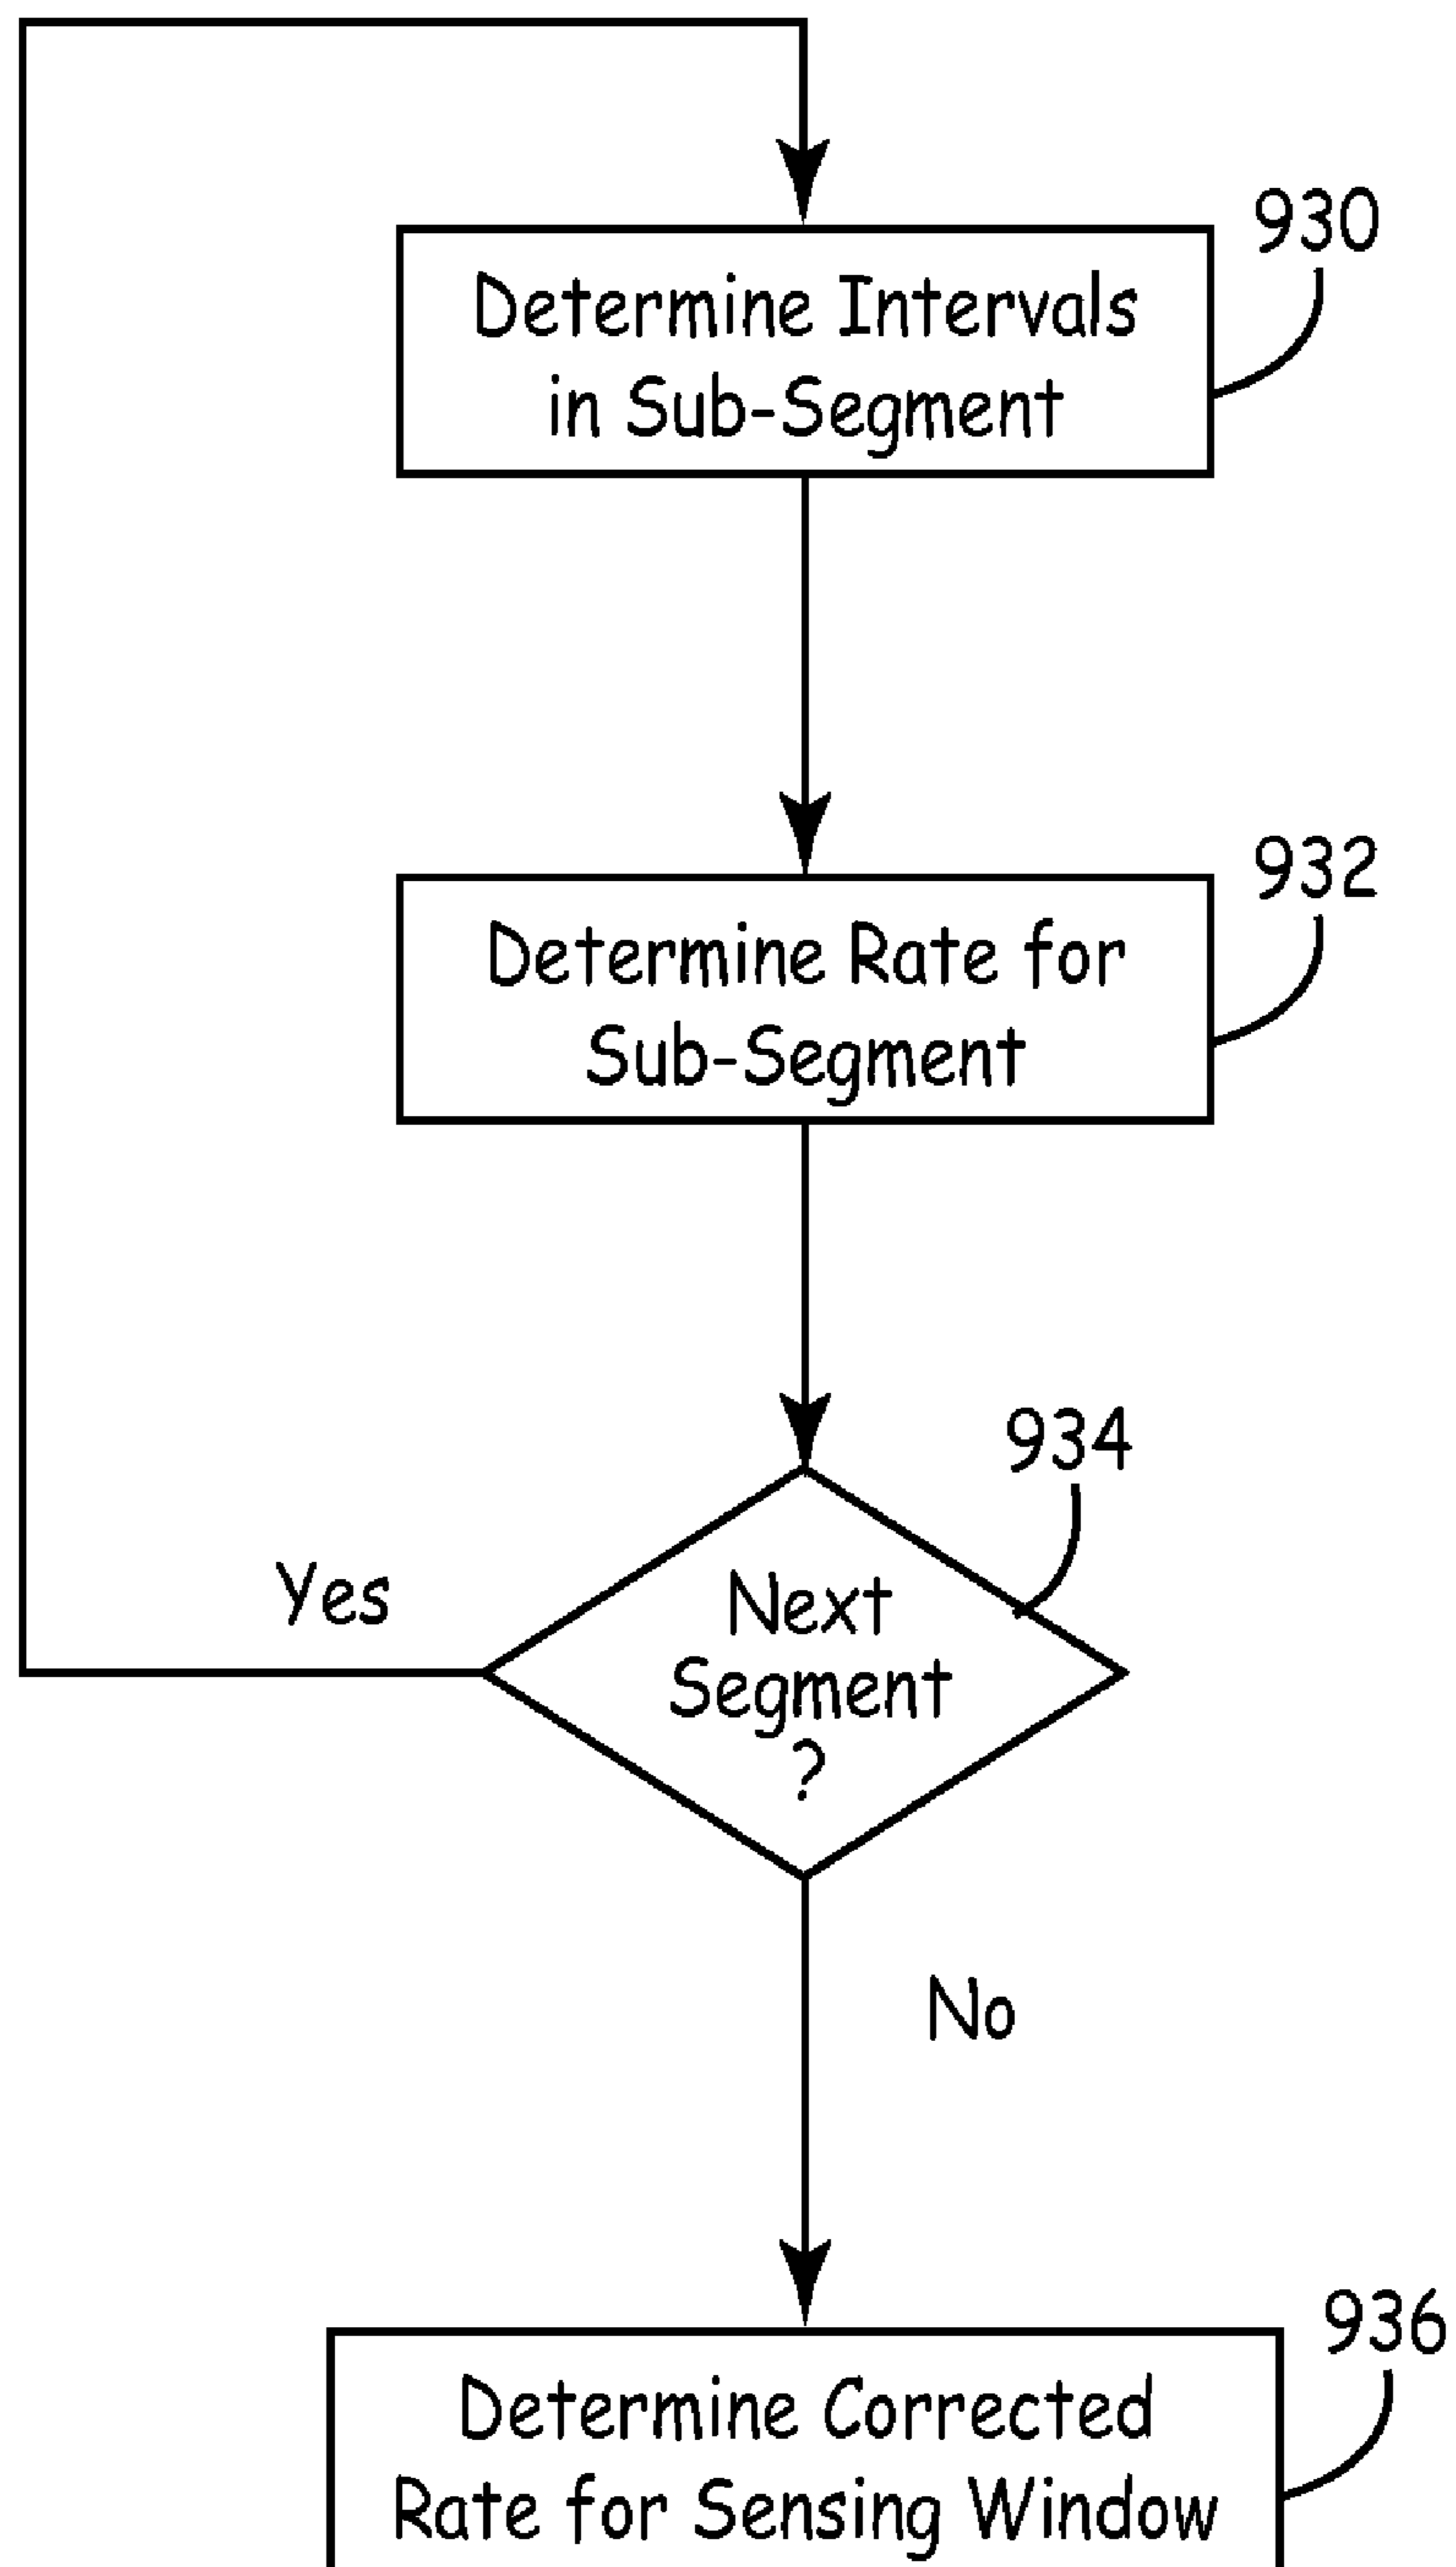 930
Determine Intervals
in Sub-Segment
932
Determine Rate for
Sub-Segment
934
Next
Segment
?
Yes
No
936
Determine Corrected
Rate for Sensing Window